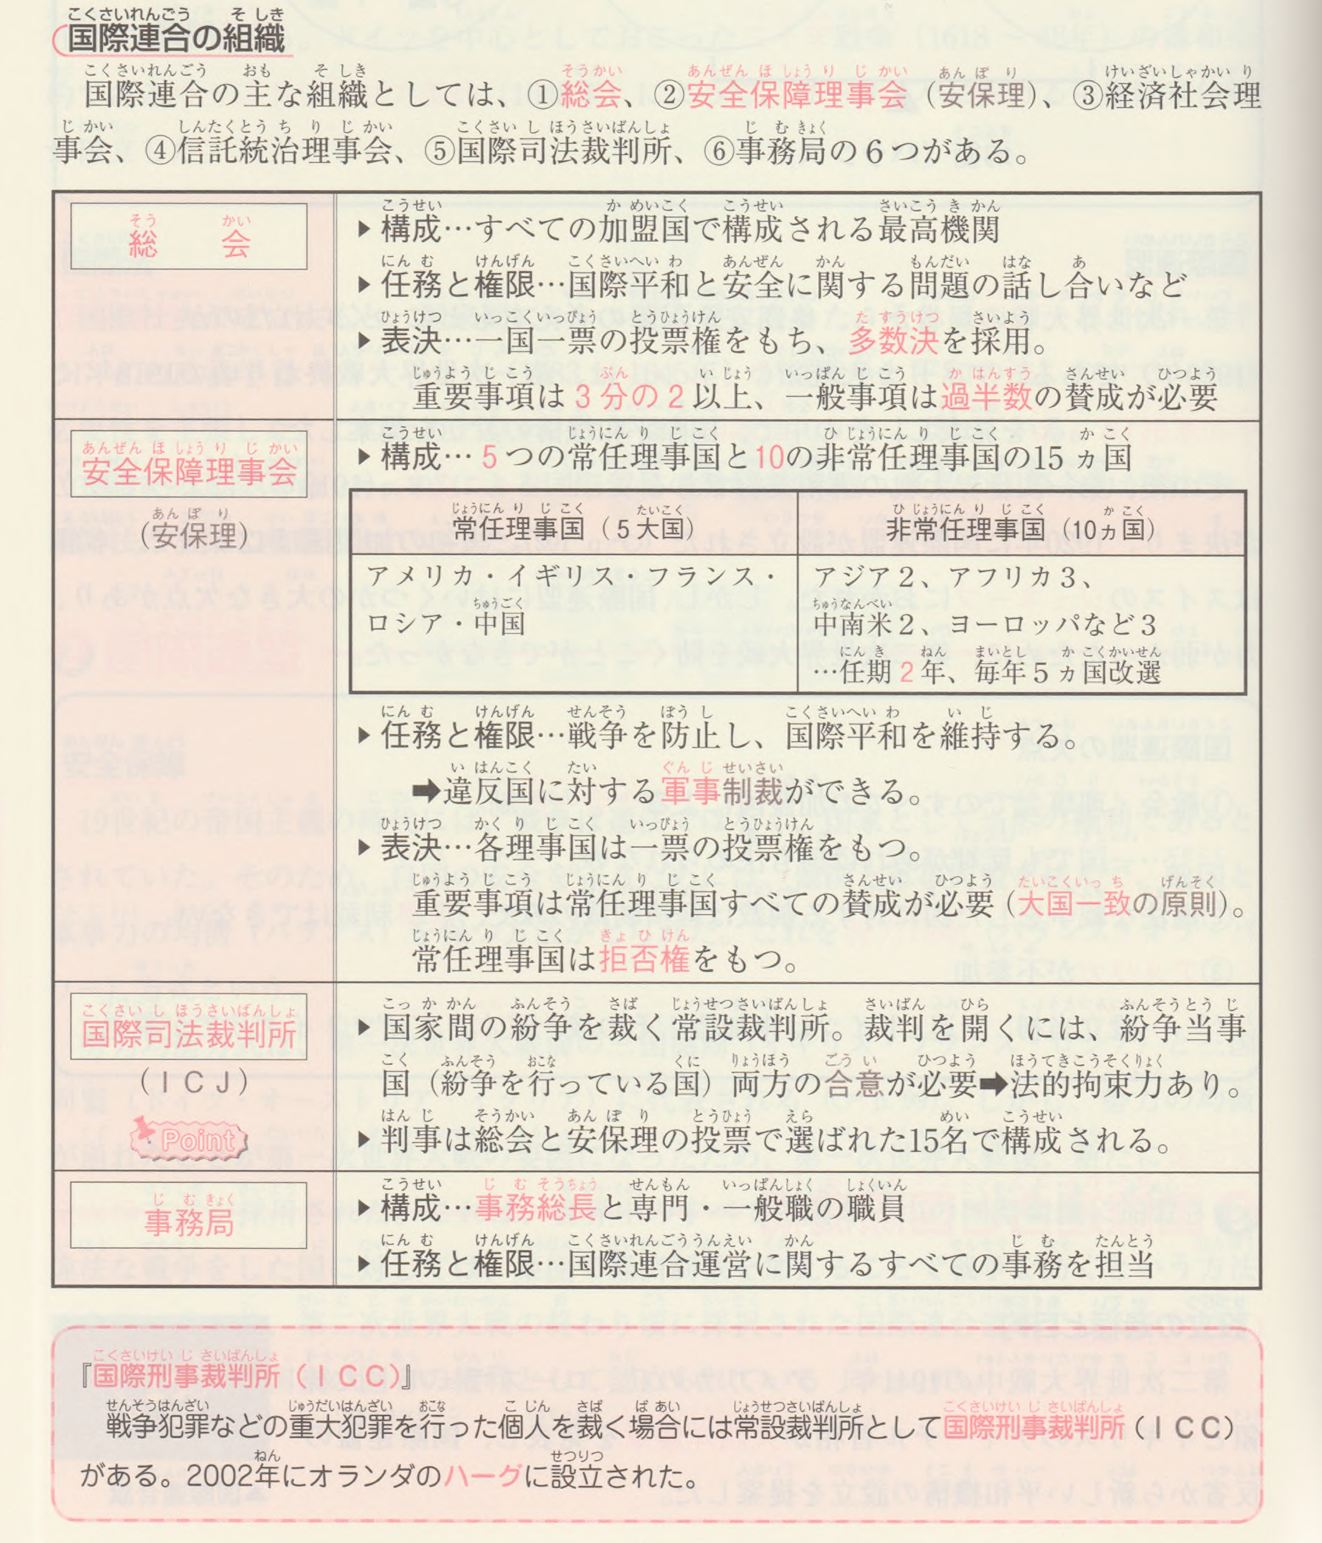 国際連合の組織
国際連合の主な組織としては、①総会、②安全保障理事会（安保理）、③経済社会理
事会、④信託統治理事会、⑤国際司法裁判所、⑥事務局の６つがある。
総　会
▶構成…すべての加盟国で構成される最高機関
▶任務と権限…国際平和と安全に関する問題の話し合いなど
▶表決…一国一票の投票権をもち、多数決を採用。
重要事項は３分の２以上、一般事項は過半数の賛成が必要
安全保障理事会
（安保理）
▶構成…５つの常任理事国と10の非常任理事国の15ヵ国
常任理事国（５大国）
非常任理事国（10ヵ国）
アメリカ・イギリス・フランス・
ロシア・中国
アジア２、アフリカ３、
中南米２、ヨーロッパなど３
…任期２年、毎年５ヵ国改選
▶任務と権限…戦争を防止し、国際平和を維持する。
➡違反国に対する軍事制裁ができる。
▶表決…各理事国は一票の投票権をもつ。
重要事項は常任理事国すべての賛成が必要（大国一致の原則）。
常任理事国は拒否権をもつ。
国際司法裁判所
（ＩＣＪ）
Point
▶国家間の紛争を裁く常設裁判所。裁判を開くには、紛争当事
国（紛争を行っている国）両方の合意が必要➡法的拘束力あり。
▶判事は総会と安保理の投票で選ばれた15名で構成される。
事務局
▶構成…事務総長と専門・一般職の職員
▶任務と権限…国際連合運営に関するすべての事務を担当
『国際刑事裁判所（ＩＣＣ）』
戦争犯罪などの重大犯罪を行った個人を裁く場合には常設裁判所として国際刑事裁判所（ＩＣＣ）
がある。2002年にオランダのハーグに設立された。